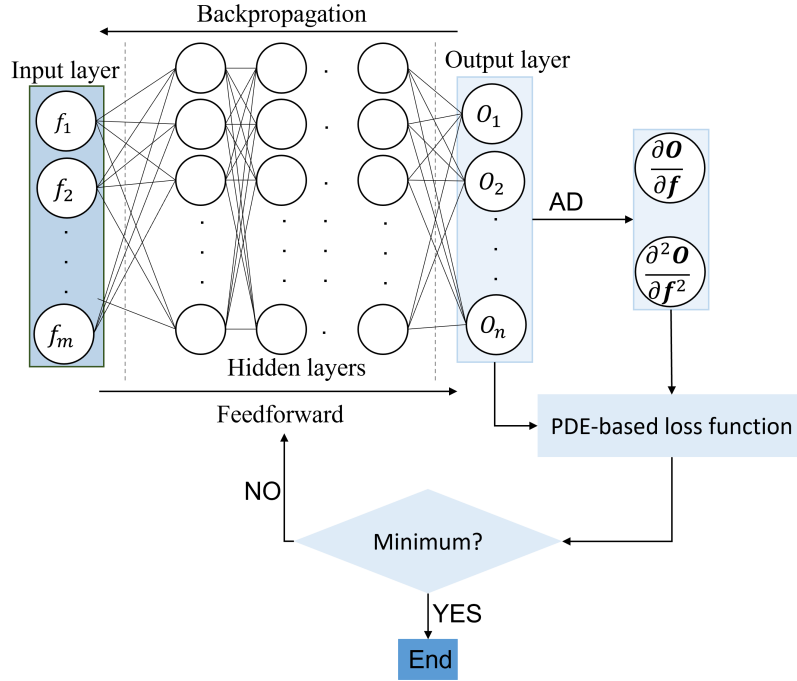 Backpropagation
Input layer
Output layer
f₁
f₂
fₘ
O₁
O₂
Oₙ
AD
∂O/∂f
∂²O/∂f²
Hidden layers
Feedforward
PDE-based loss function
NO
Minimum?
YES
End